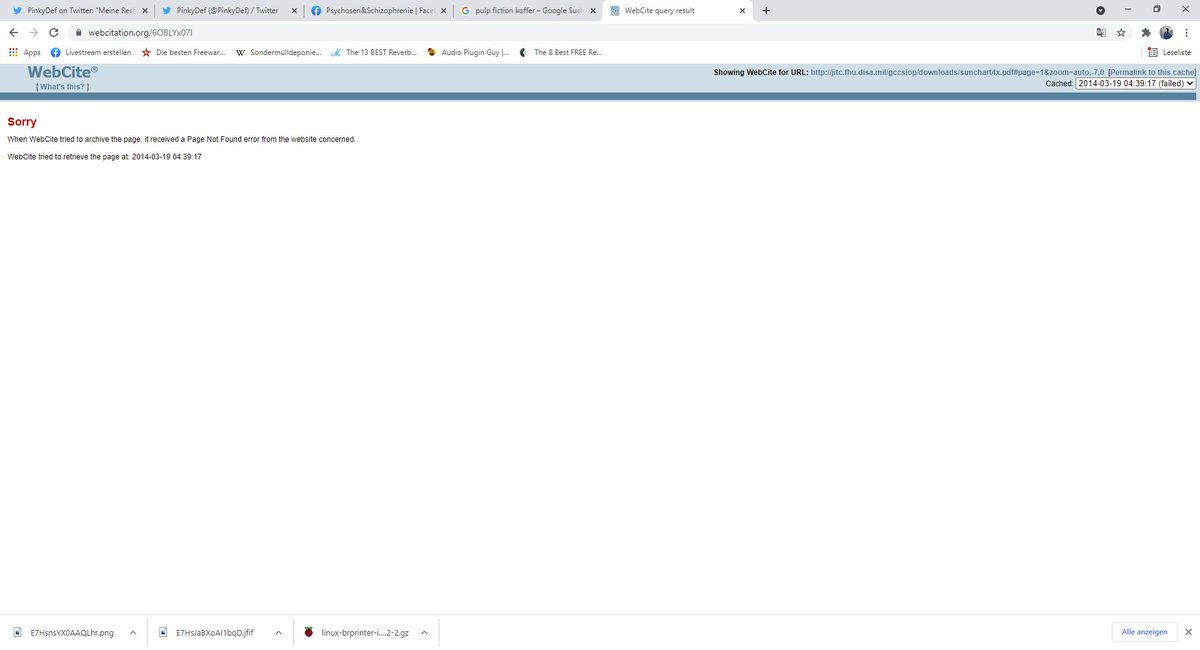 PinkyDef on Twitter: "Meine Rech
PinkyDef (@PinkyDef) / Twitter
Psychosen&Schizophrenie | Face
pulp fiction koffer – Google Such
WebCite query result
webcitation.org/6OBLYx07I
Apps
Livestream erstellen
Die besten Freewar...
Sondermülldeponie...
The 13 BEST Reverb...
Audio Plugin Guy |...
The 8 Best FREE Re...
Leseliste
WebCite®
[ What's this? ]
Showing WebCite for URL: http://jitc.fhu.disa.mil/gccsiop/downloads/sunchart4x.pdf#page=1&zoom=auto,-7,0 [Permalink to this cache]
Cached: 2014-03-19 04:39:17 (failed)
Sorry
When WebCite tried to archive the page, it received a Page Not Found error from the website concerned.
WebCite tried to retrieve the page at: 2014-03-19 04:39:17
E7HsnsYX0AAQLhr.png
E7HsJaBXoAI1bqD.jfif
linux-brprinter-i....2-2.gz
Alle anzeigen